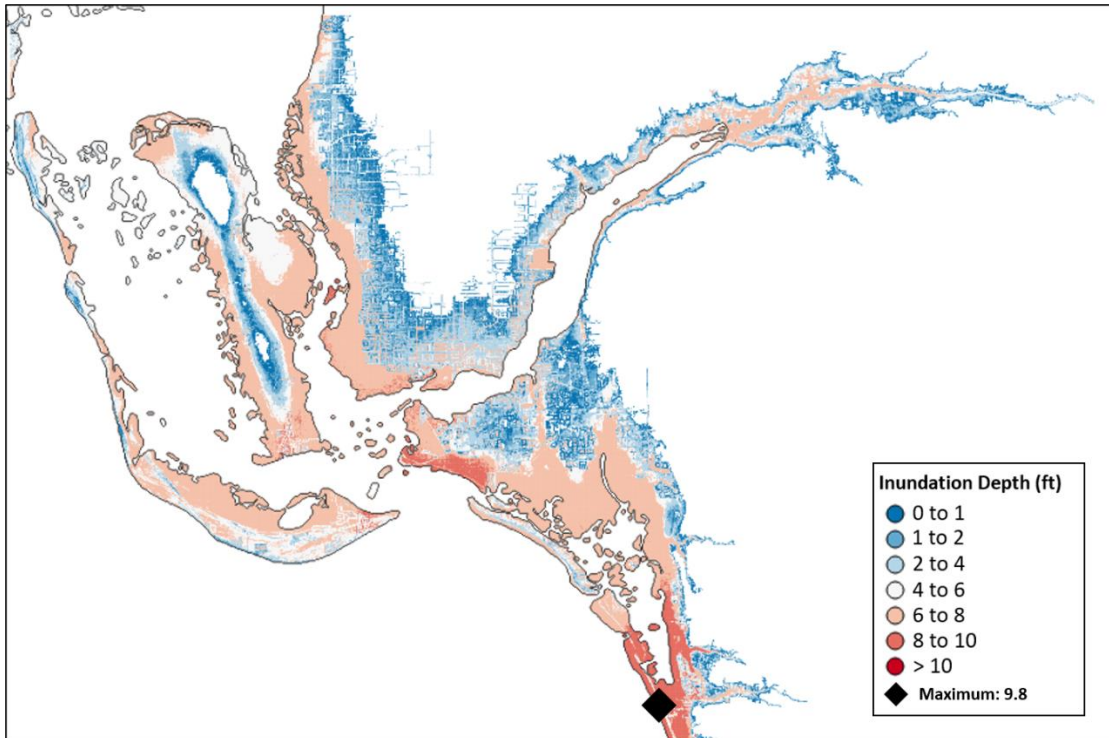 Inundation Depth (ft)
0 to 1
1 to 2
2 to 4
4 to 6
6 to 8
8 to 10
> 10
Maximum: 9.8